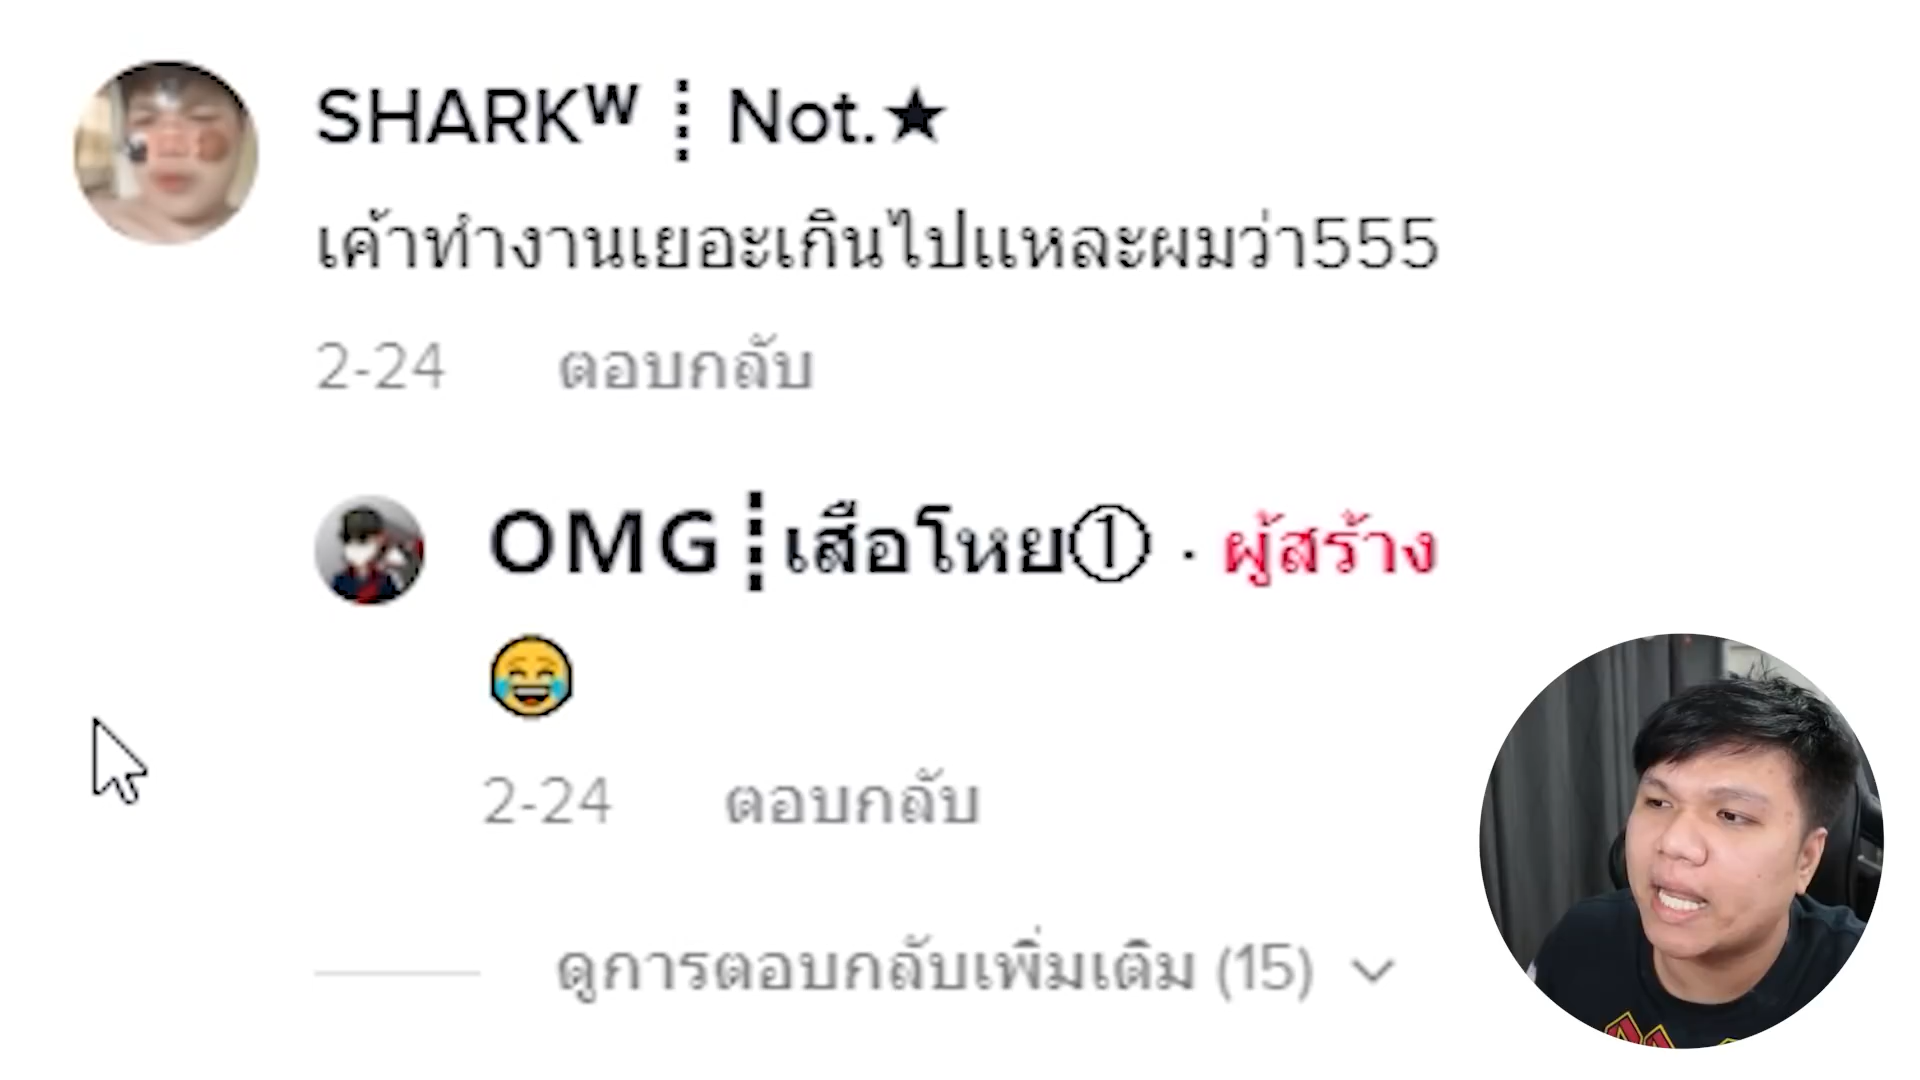 SHARKᵂ ┋ Not.★
เค้าทำงานเยอะเกินไปแหละผมว่า555
2-24 ตอบกลับ
OMG┋เสือโหย① · ผู้สร้าง
😂
2-24 ตอบกลับ
ดูการตอบกลับเพิ่มเติม (15)